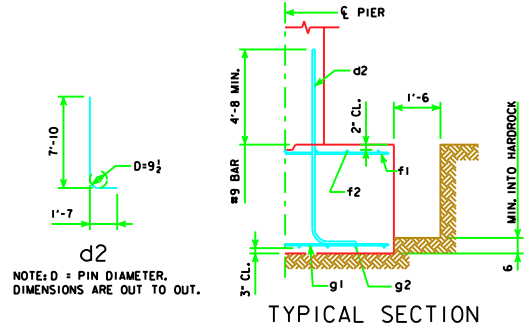 ℄ PIER
4'-8 MIN.
d2
2" CL.
1'-6
MIN. INTO HARDROCK
7'-10
D=9½
1'-7
#9 BAR
f1
f2
d2
NOTE: D = PIN DIAMETER.
DIMENSIONS ARE OUT TO OUT.
3" CL.
g1
g2
6
TYPICAL SECTION